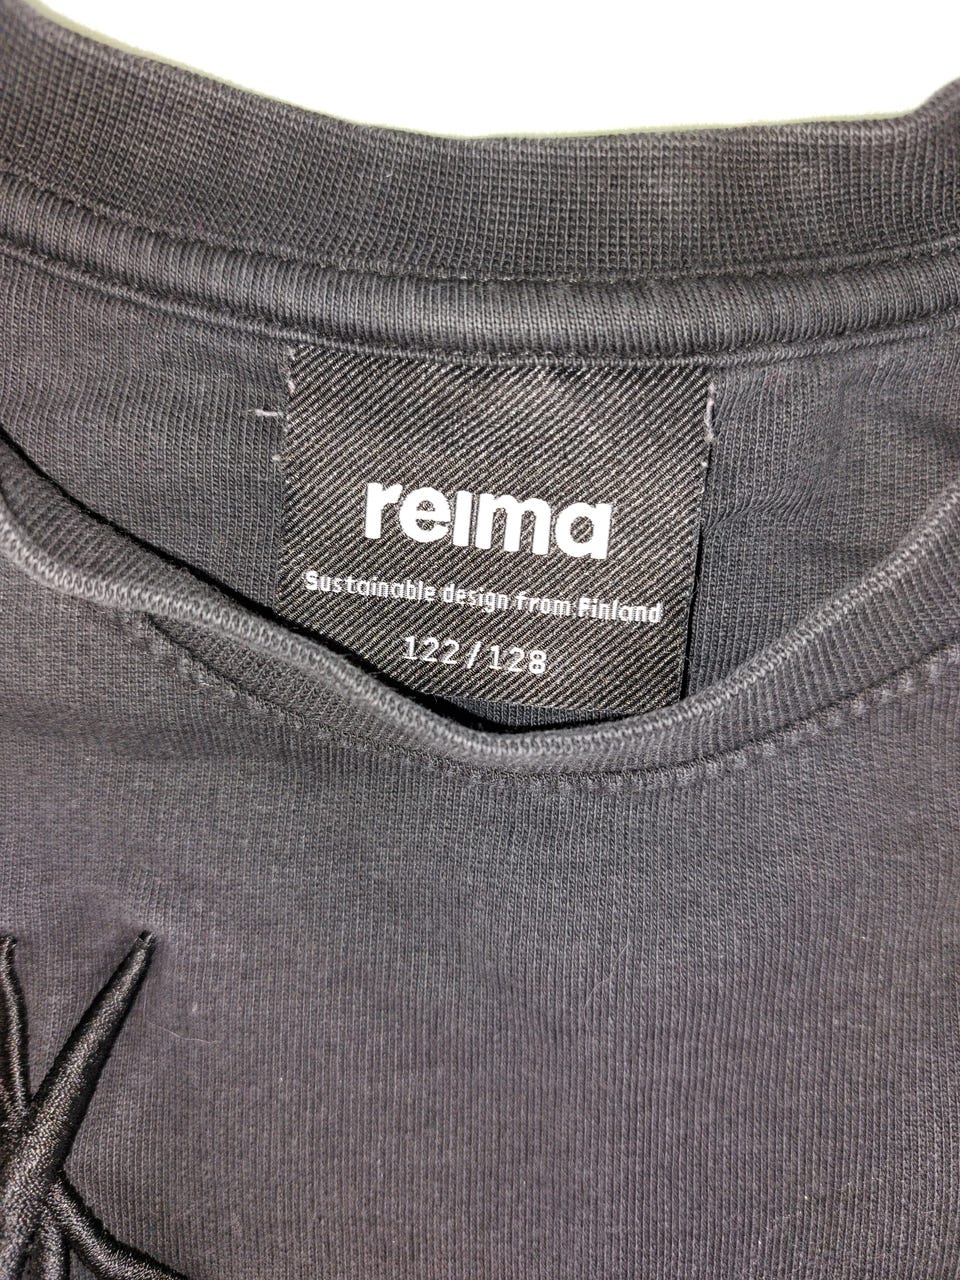 reima
Sustainable design from Finland
122/128